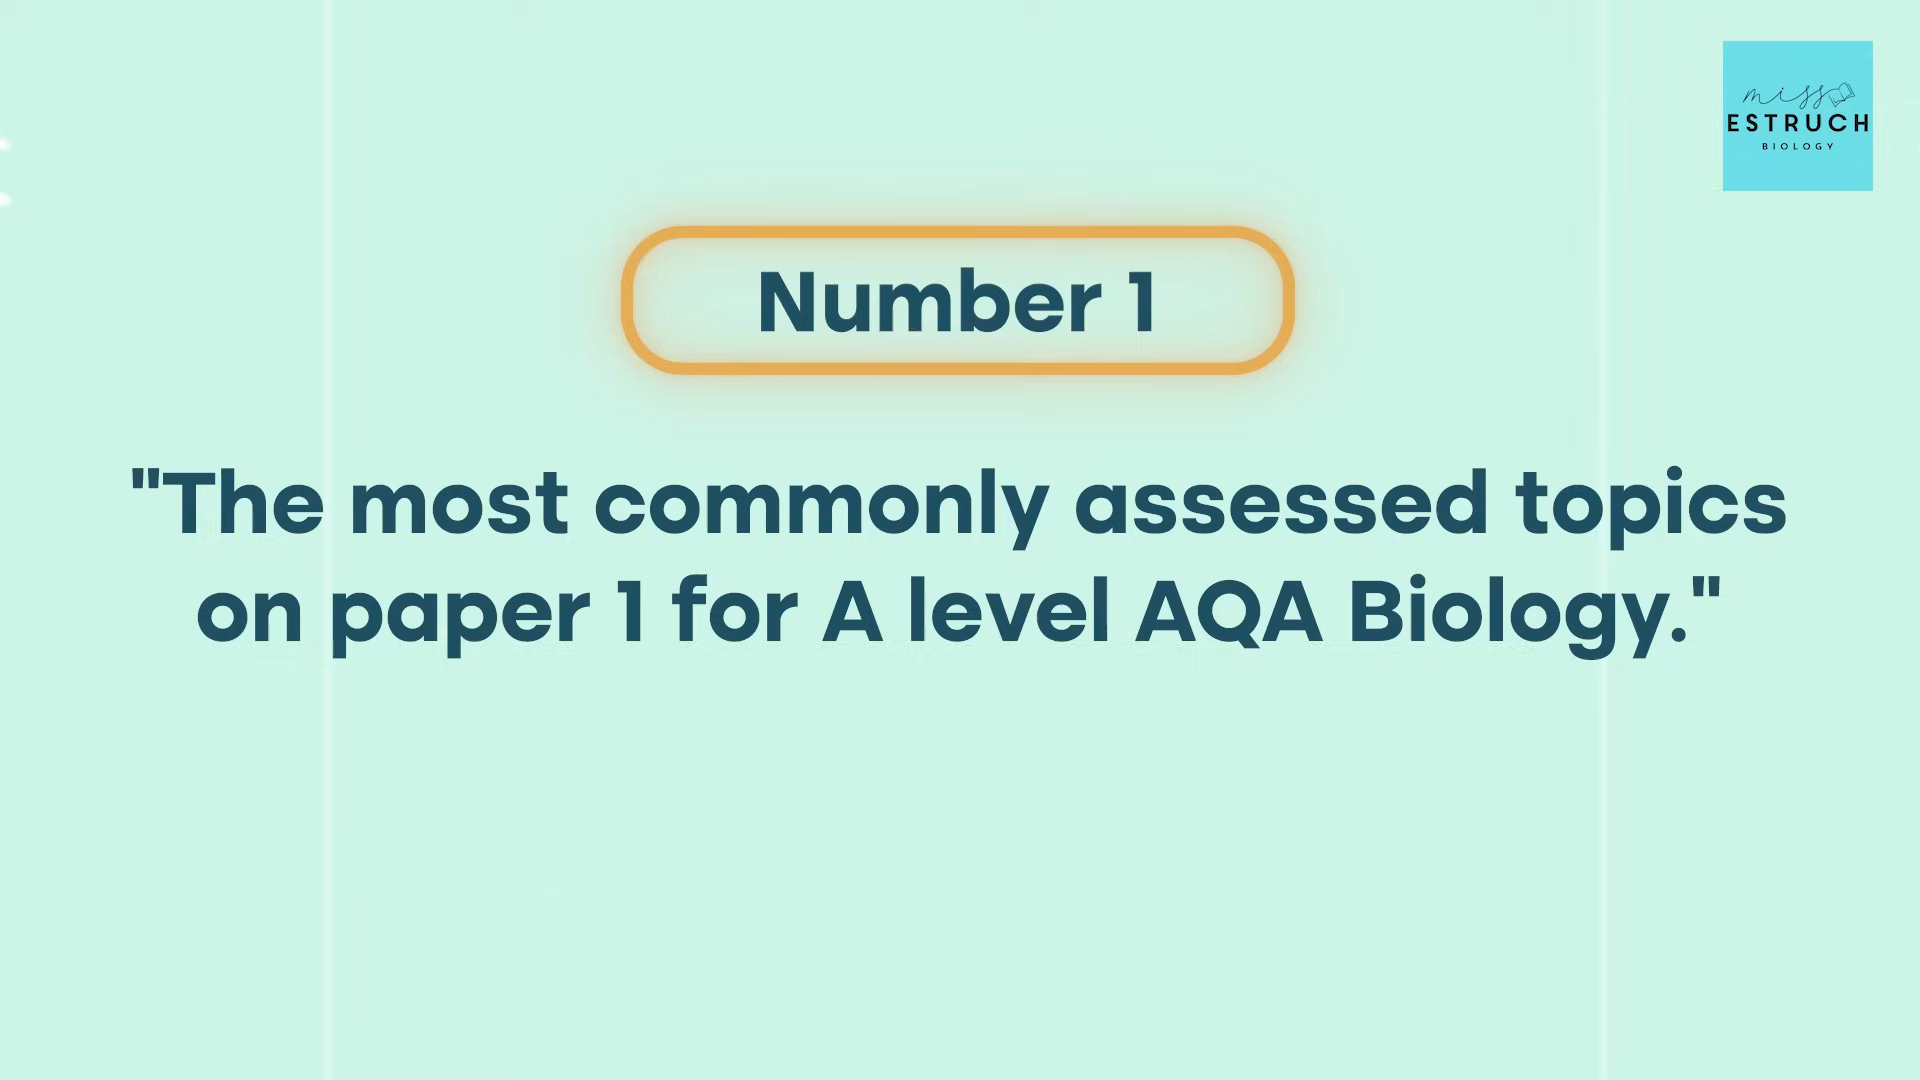 miss
ESTRUCH
BIOLOGY
Number 1
"The most commonly assessed topics
on paper 1 for A level AQA Biology."